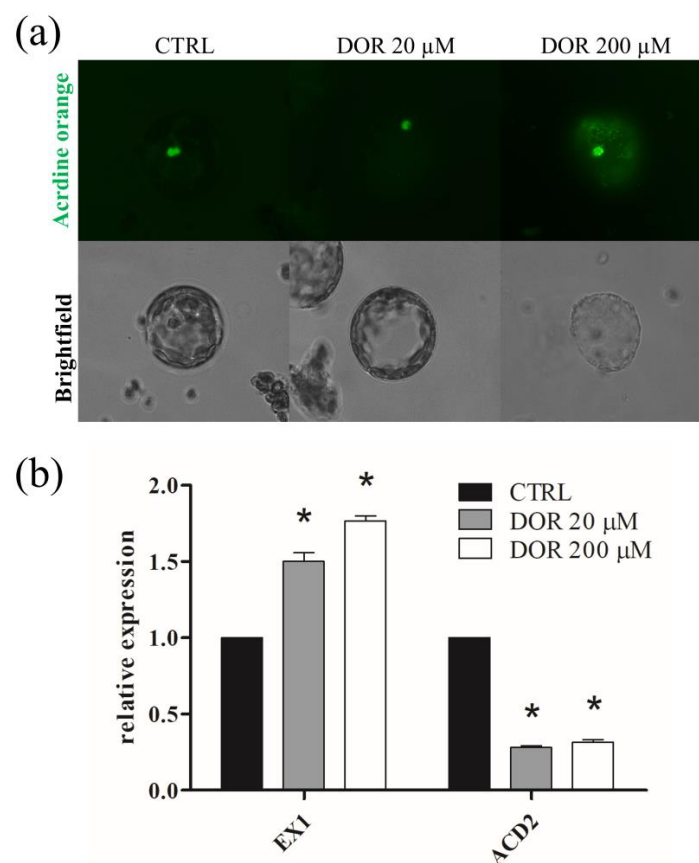 (a)
CTRL
DOR 20 μM
DOR 200 μM
Acrdine orange
Brightfield
(b)
relative expression
2.0
1.5
1.0
0.5
0.0
* *
* *
CTRL
DOR 20 μM
DOR 200 μM
EX1
ACD2